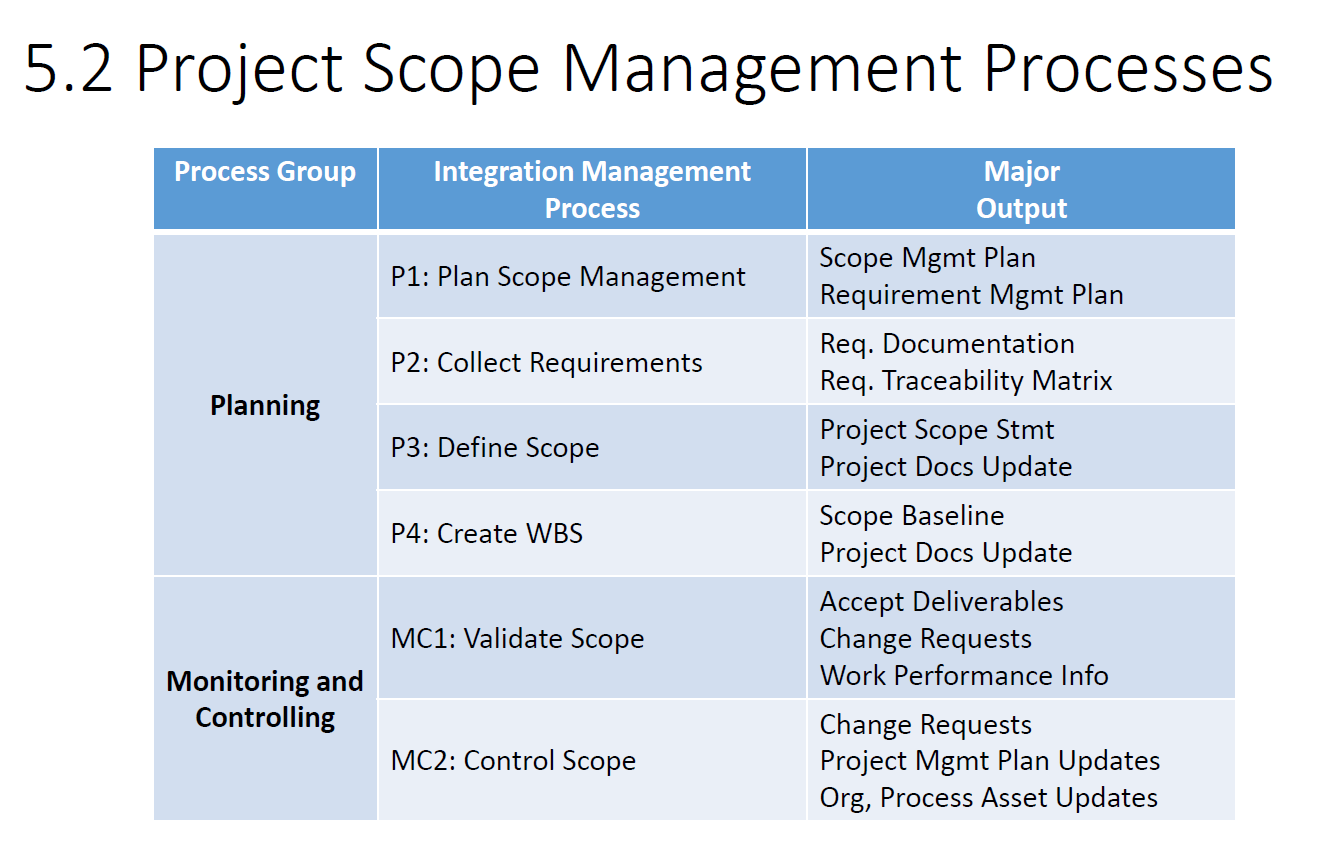 5.2 Project Scope Management Processes
Process Group
Integration Management
Process
Major
Output
Planning
P1: Plan Scope Management
Scope Mgmt Plan
Requirement Mgmt Plan
P2: Collect Requirements
Req. Documentation
Req. Traceability Matrix
P3: Define Scope
Project Scope Stmt
Project Docs Update
P4: Create WBS
Scope Baseline
Project Docs Update
Monitoring and
Controlling
MC1: Validate Scope
Accept Deliverables
Change Requests
Work Performance Info
MC2: Control Scope
Change Requests
Project Mgmt Plan Updates
Org, Process Asset Updates